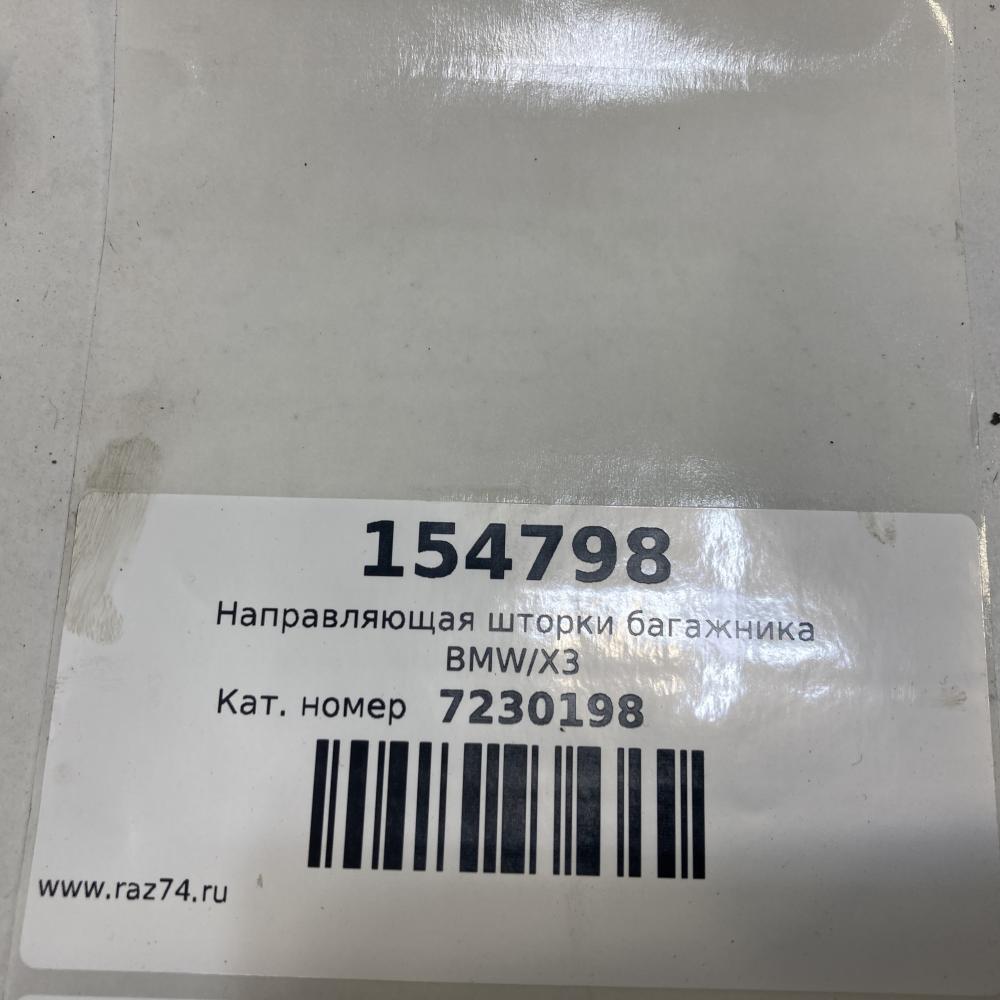 154798
Направляющая шторки багажника
BMW/X3
Кат. номер 7230198
www.raz74.ru